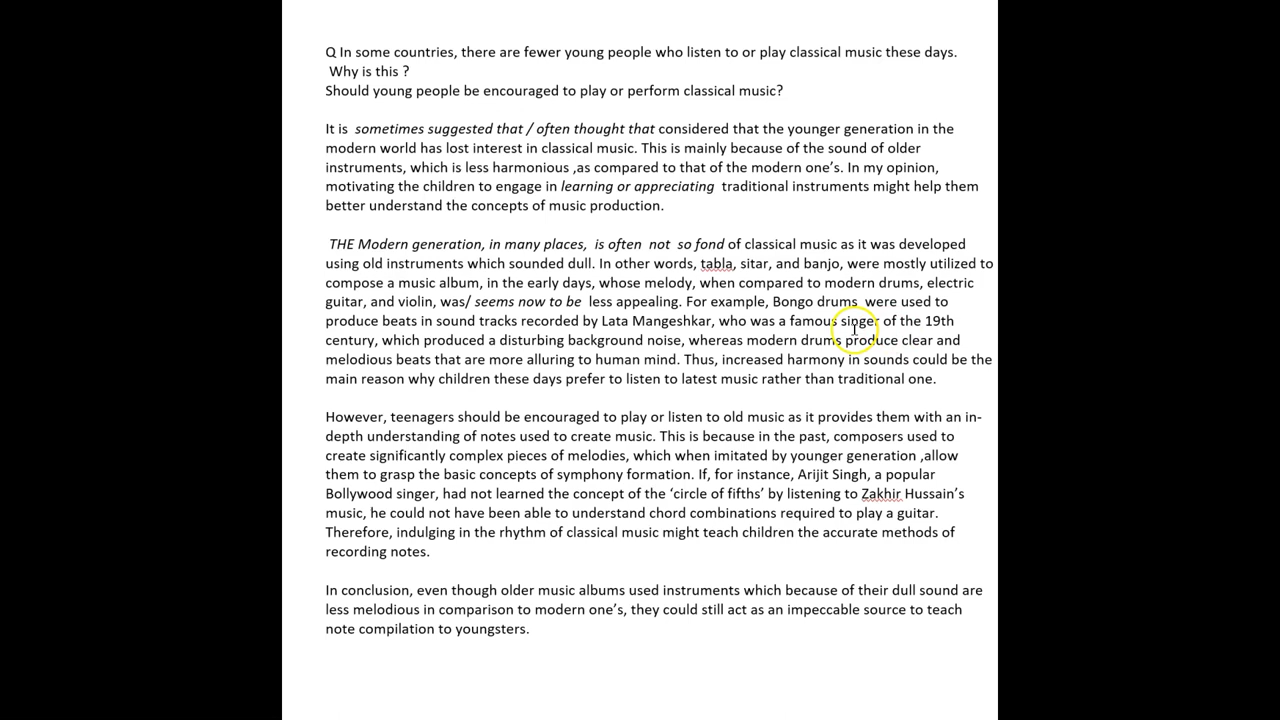 Q In some countries, there are fewer young people who listen to or play classical music these days.
Why is this ?
Should young people be encouraged to play or perform classical music?
It is sometimes suggested that / often thought that considered that the younger generation in the
modern world has lost interest in classical music. This is mainly because of the sound of older
instruments, which is less harmonious ,as compared to that of the modern one's. In my opinion,
motivating the children to engage in learning or appreciating traditional instruments might help them
better understand the concepts of music production.
THE Modern generation, in many places, is often not so fond of classical music as it was developed
using old instruments which sounded dull. In other words, tabla, sitar, and banjo, were mostly utilized to
compose a music album, in the early days, whose melody, when compared to modern drums, electric
guitar, and violin, was/ seems now to be less appealing. For example, Bongo drums were used to
produce beats in sound tracks recorded by Lata Mangeshkar, who was a famous singer of the 19th
century, which produced a disturbing background noise, whereas modern drums produce clear and
melodious beats that are more alluring to human mind. Thus, increased harmony in sounds could be the
main reason why children these days prefer to listen to latest music rather than traditional one.
However, teenagers should be encouraged to play or listen to old music as it provides them with an in-
depth understanding of notes used to create music. This is because in the past, composers used to
create significantly complex pieces of melodies, which when imitated by younger generation ,allow
them to grasp the basic concepts of symphony formation. If, for instance, Arijit Singh, a popular
Bollywood singer, had not learned the concept of the 'circle of fifths' by listening to Zakhir Hussain's
music, he could not have been able to understand chord combinations required to play a guitar.
Therefore, indulging in the rhythm of classical music might teach children the accurate methods of
recording notes.
In conclusion, even though older music albums used instruments which because of their dull sound are
less melodious in comparison to modern one's, they could still act as an impeccable source to teach
note compilation to youngsters.